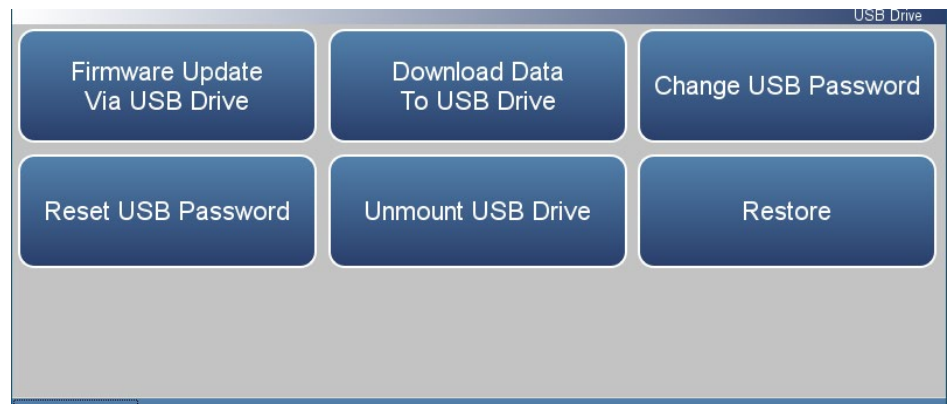 USB Drive
Firmware Update
Via USB Drive
Download Data
To USB Drive
Change USB Password
Reset USB Password
Unmount USB Drive
Restore